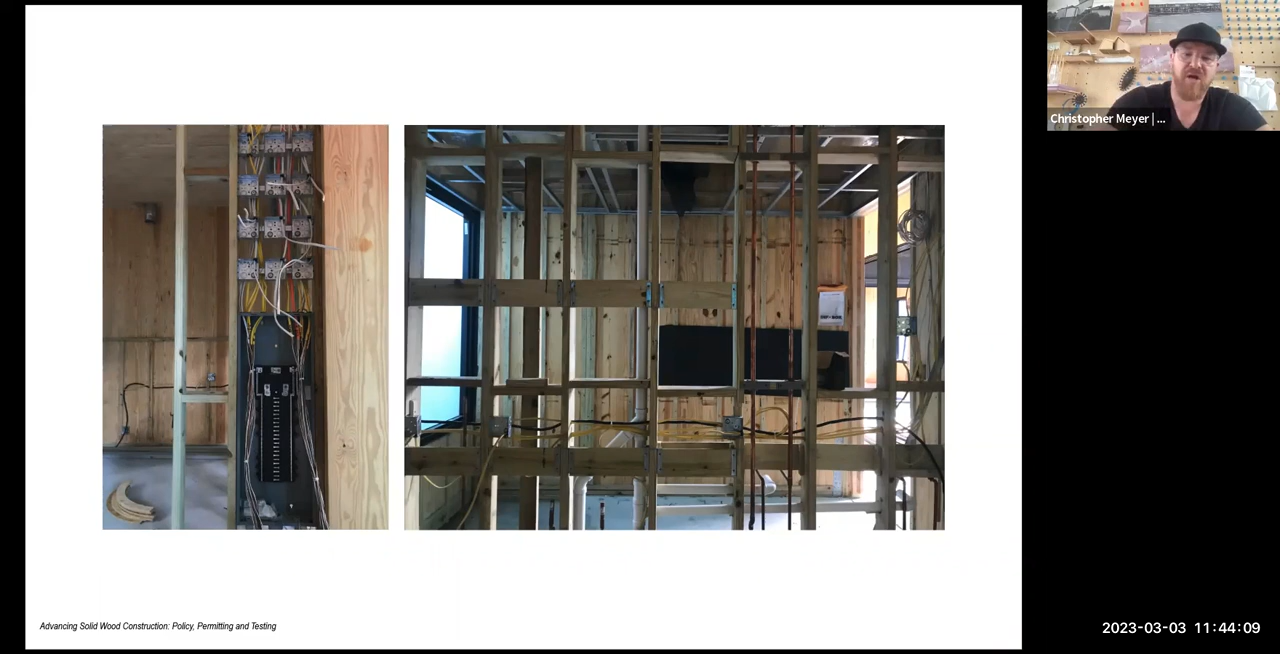 Christopher Meyer | ...
Advancing Solid Wood Construction: Policy, Permitting and Testing
2023-03-03 11:44:09